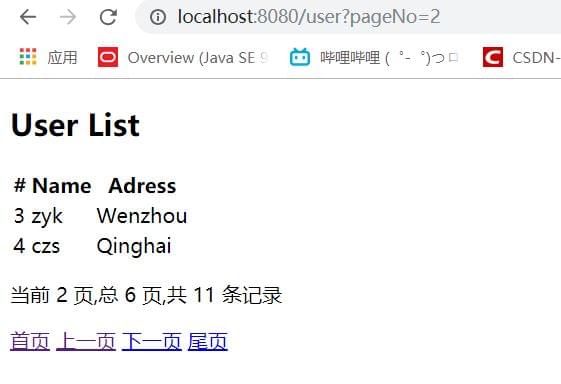 localhost:8080/user?pageNo=2
应用 Overview (Java SE 9 哔哩哔哩 ( ゜- ゜)つロ CSDN-
User List
# Name Adress
3 zyk Wenzhou
4 czs Qinghai
当前 2 页,总 6 页,共 11 条记录
首页 上一页 下一页 尾页